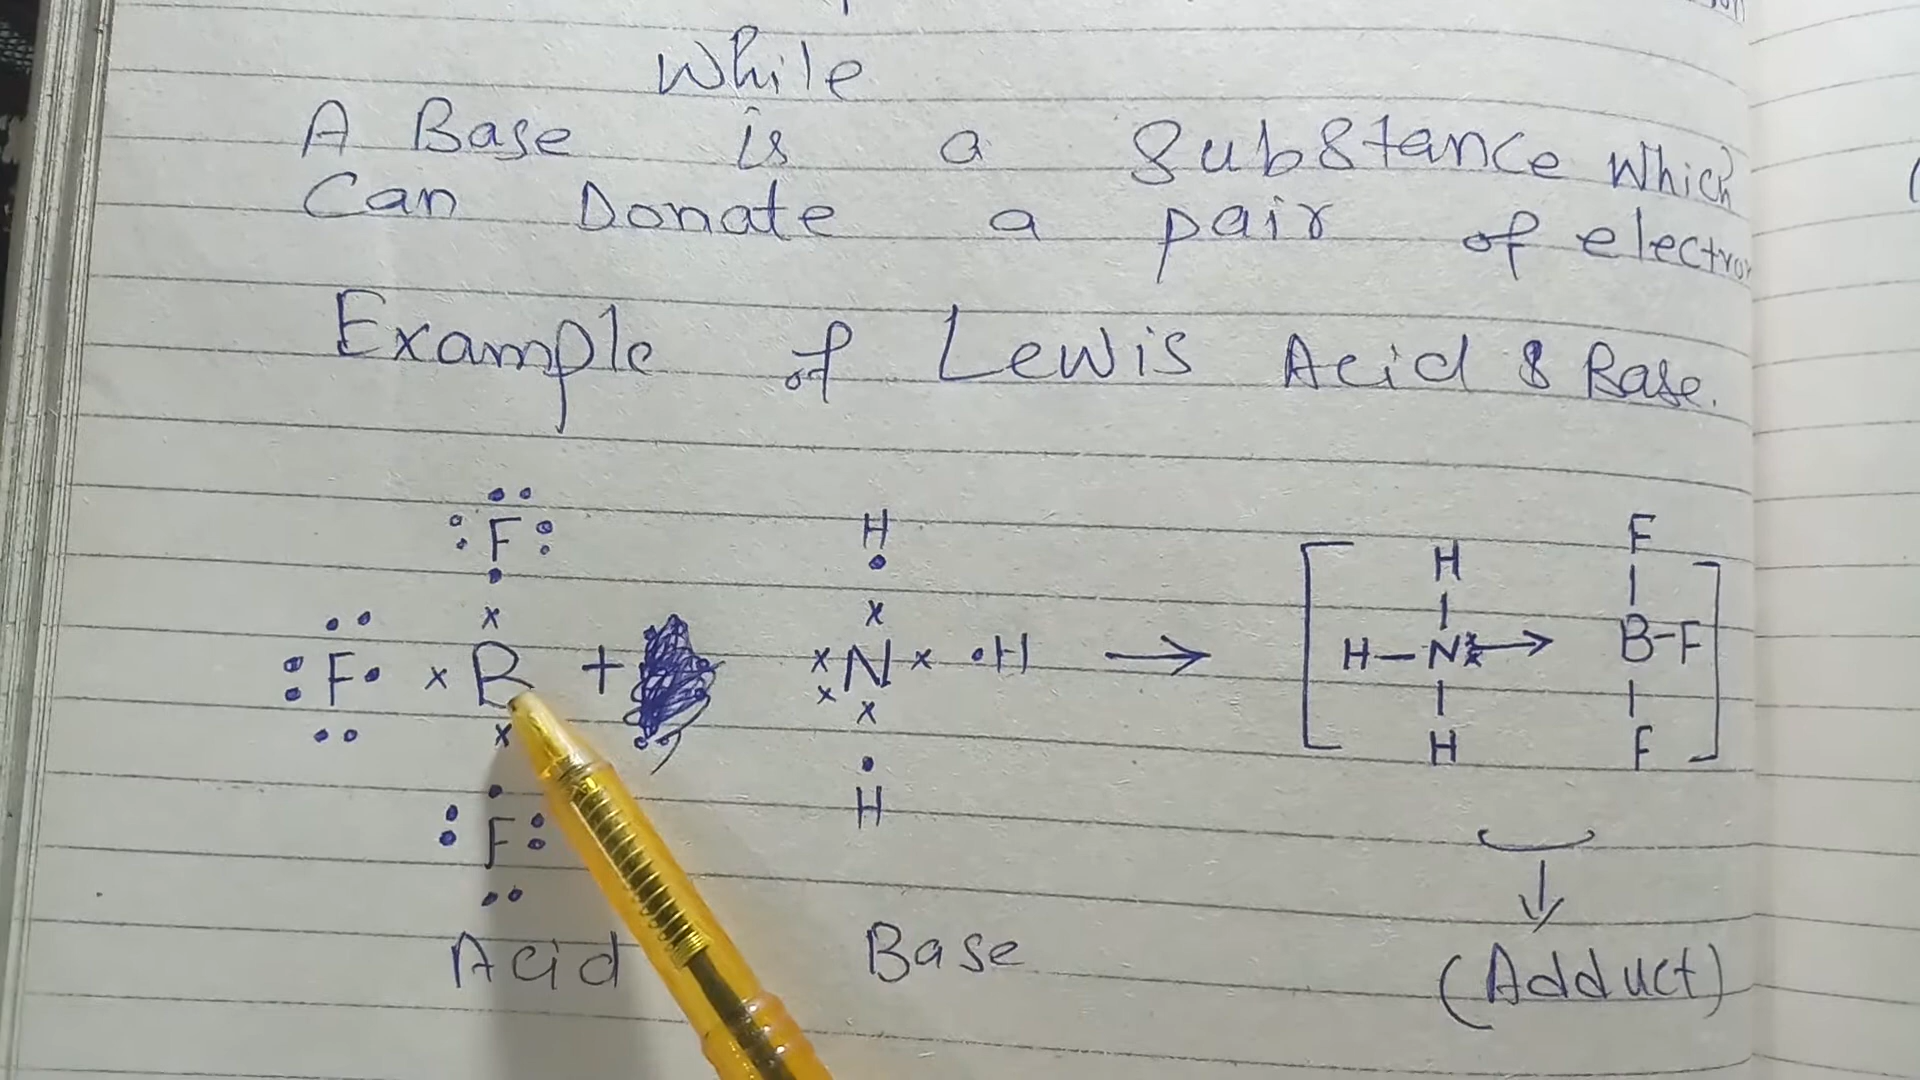 While
A Base is a Substance Which
Can Donate a pair of electron
Example of Lewis Acid & Base.
F
F x B x x F
+
H
x N x H
x x
H
→
[ H H–N→ H F B–F F ]
Acid Base (Adduct)